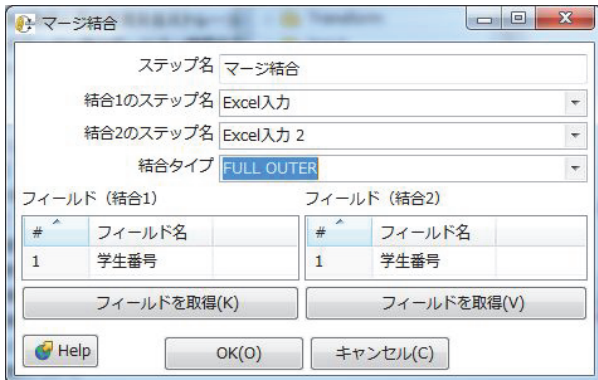 マージ結合
ステップ名 マージ結合
結合1のステップ名 Excel入力
結合2のステップ名 Excel入力 2
結合タイプ FULL OUTER
フィールド（結合1） フィールド（結合2）
# フィールド名 # フィールド名
1 学生番号 1 学生番号
フィールドを取得(K) フィールドを取得(V)
Help OK(O) キャンセル(C)